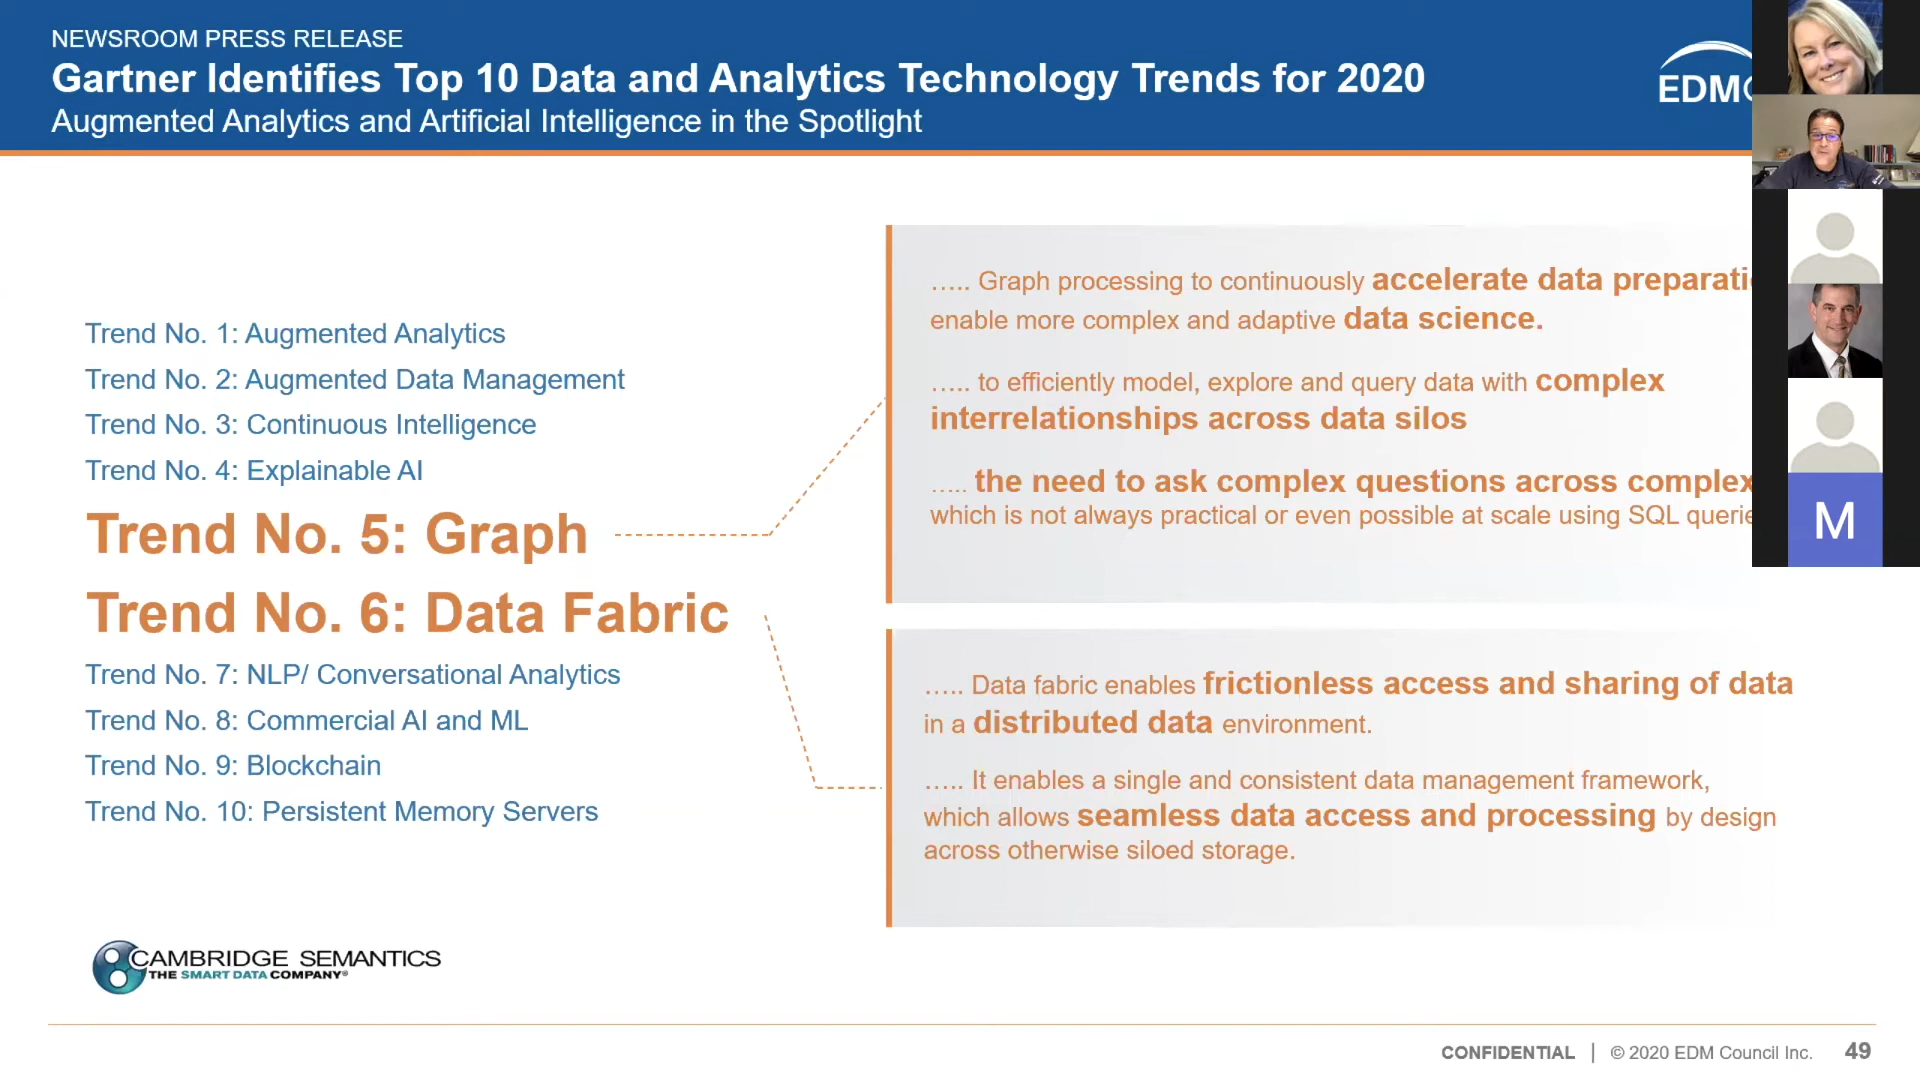 NEWSROOM PRESS RELEASE
Gartner Identifies Top 10 Data and Analytics Technology Trends for 2020
Augmented Analytics and Artificial Intelligence in the Spotlight
EDM
Trend No. 1: Augmented Analytics
Trend No. 2: Augmented Data Management
Trend No. 3: Continuous Intelligence
Trend No. 4: Explainable AI
Trend No. 5: Graph
Trend No. 6: Data Fabric
Trend No. 7: NLP/ Conversational Analytics
Trend No. 8: Commercial AI and ML
Trend No. 9: Blockchain
Trend No. 10: Persistent Memory Servers
….. Graph processing to continuously accelerate data preparati
enable more complex and adaptive data science.
….. to efficiently model, explore and query data with complex
interrelationships across data silos
….. the need to ask complex questions across complex
which is not always practical or even possible at scale using SQL querie
….. Data fabric enables frictionless access and sharing of data
in a distributed data environment.
….. It enables a single and consistent data management framework,
which allows seamless data access and processing by design
across otherwise siloed storage.
M
CAMBRIDGE SEMANTICS
THE SMART DATA COMPANY®
CONFIDENTIAL | © 2020 EDM Council Inc. 49